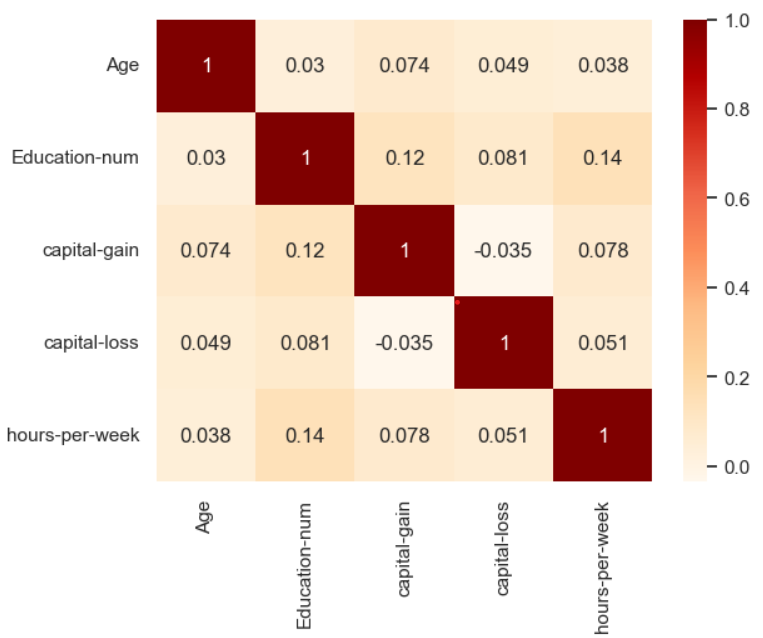 Age 1 0.03 0.074 0.049 0.038
Education-num 0.03 1 0.12 0.081 0.14
capital-gain 0.074 0.12 1 -0.035 0.078
capital-loss 0.049 0.081 -0.035 1 0.051
hours-per-week 0.038 0.14 0.078 0.051 1
Age
Education-num
capital-gain
capital-loss
hours-per-week
1.0
0.8
0.6
0.4
0.2
0.0